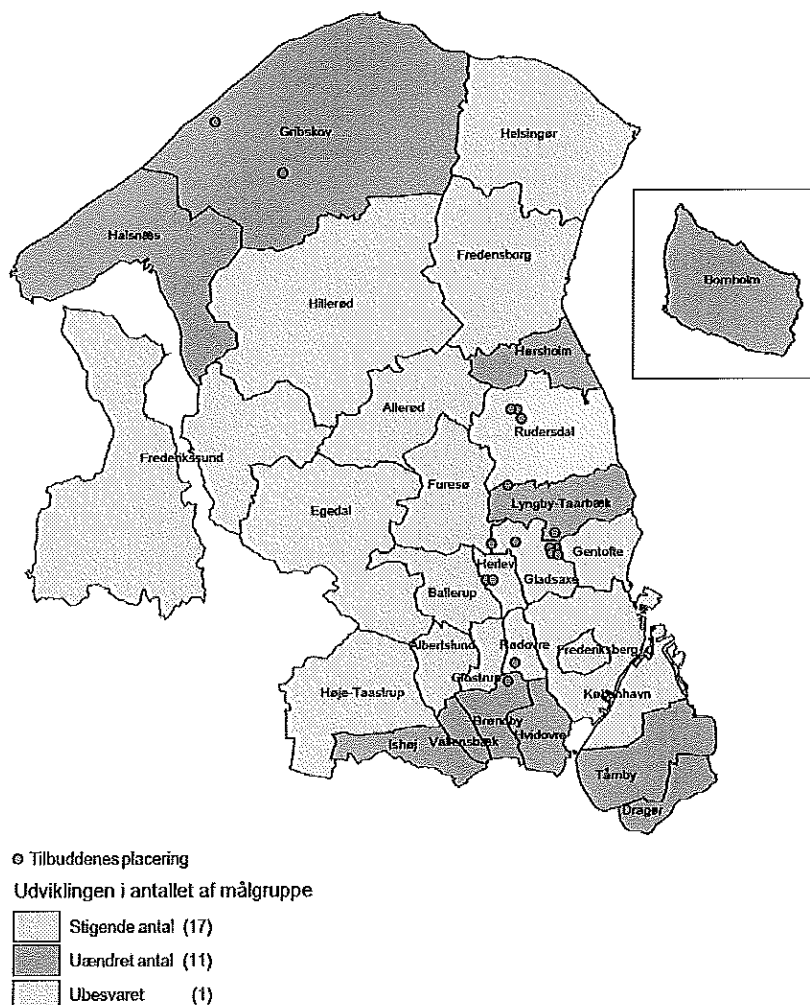 Gribskov
Helsingør
Halsnæs
Fredensborg
Bornholm
Hillerød
Hørsholm
Allerød
Rudersdal
Frederikssund
Furesø
Egedal
Lyngby-Taarbæk
Gentofte
Herlev
Gladsaxe
Ballerup
Albertslund
Rødovre
Frederiksberg
Glostrup
Høje-Taastrup
København
Brøndby
Hvidovre
Vallensbæk
Ishøj
Tårnby
Dragør
Tilbuddenes placering
Udviklingen i antallet af målgruppe
Stigende antal (17)
Uændret antal (11)
Ubesvaret (1)